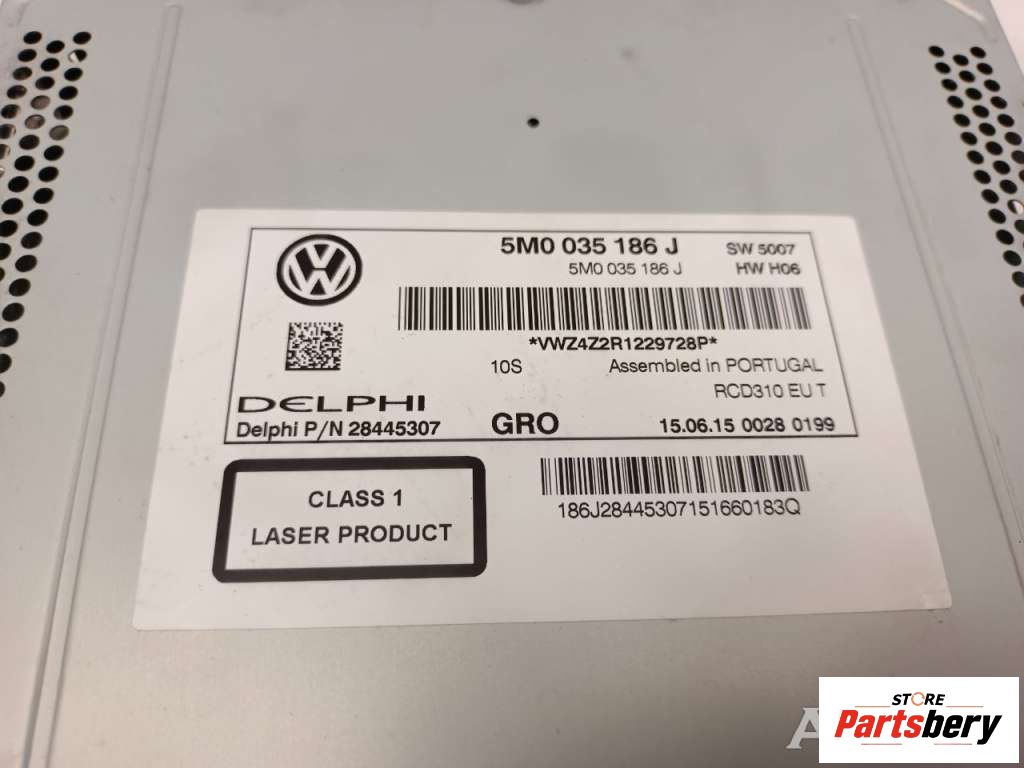 5M0 035 186 J SW 5007
5M0 035 186 J HW H06
*VWZ4Z2R1229728P*
10S Assembled in PORTUGAL
RCD310 EU T
DELPHI
Delphi P/N 28445307 GRO 15.06.15 0028 0199
CLASS 1
LASER PRODUCT
186J28445307151660183Q
STORE
Partsbery